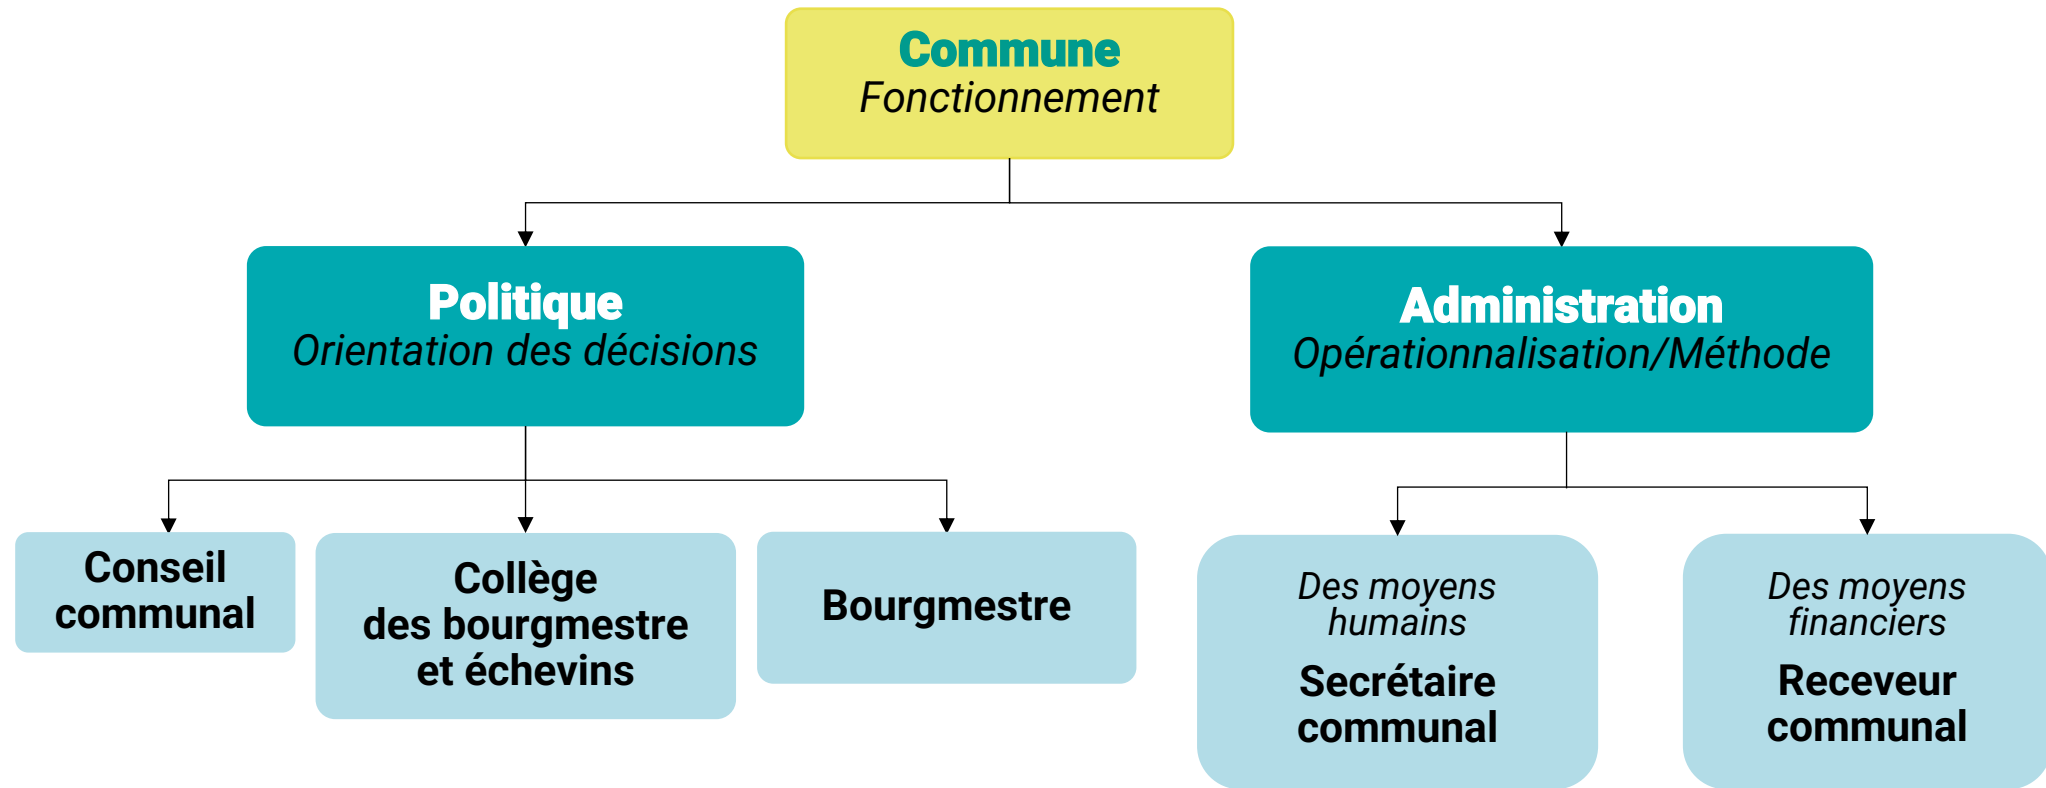 Commune
Fonctionnement
Politique
Orientation des décisions
Administration
Opérationnalisation/Méthode
Conseil
communal
Collège
des bourgmestre
et échevins
Bourgmestre
Des moyens
humains
Secrétaire
communal
Des moyens
financiers
Receveur
communal